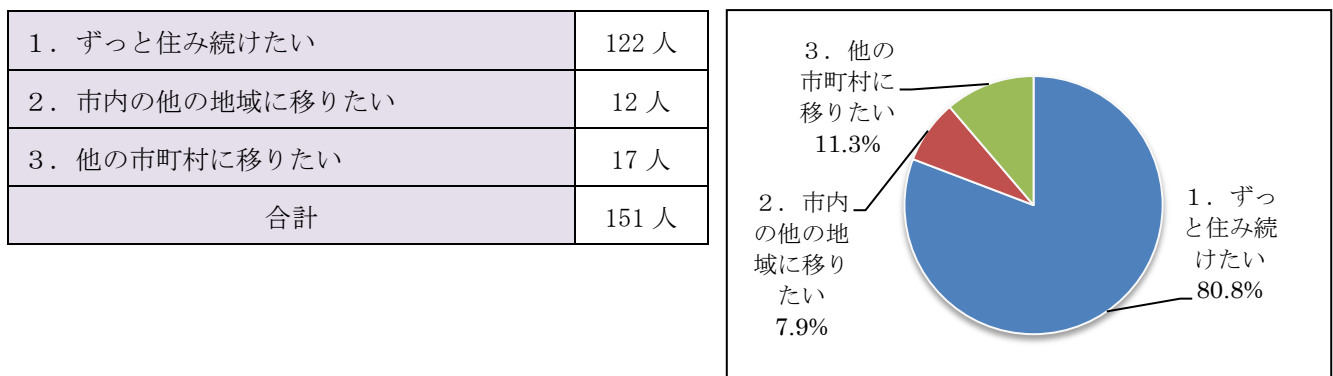 1．ずっと住み続けたい 122 人
2．市内の他の地域に移りたい 12 人
3．他の市町村に移りたい 17 人
合計 151 人
3．他の
市町村に
移りたい
11.3%
2．市内
の他の地
域に移り
たい
7.9%
1．ずっ
と住み続
けたい
80.8%